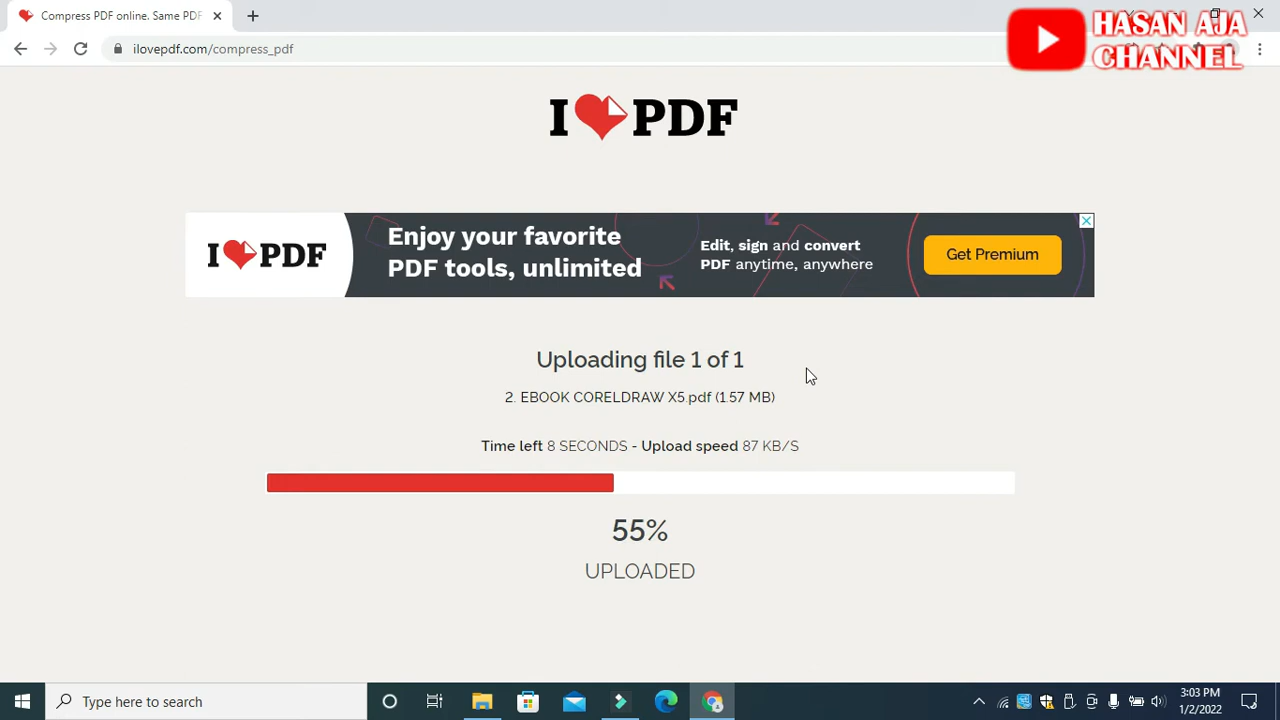 Compress PDF online. Same PDF
HASAN AJA
CHANNEL
ilovepdf.com/compress_pdf
I PDF
I PDF
Enjoy your favorite
PDF tools, unlimited
Edit, sign and convert
PDF anytime, anywhere
Get Premium
Uploading file 1 of 1
2. EBOOK CORELDRAW X5.pdf (1.57 MB)
Time left 8 SECONDS - Upload speed 87 KB/S
55%
UPLOADED
Type here to search
3:03 PM
1/2/2022